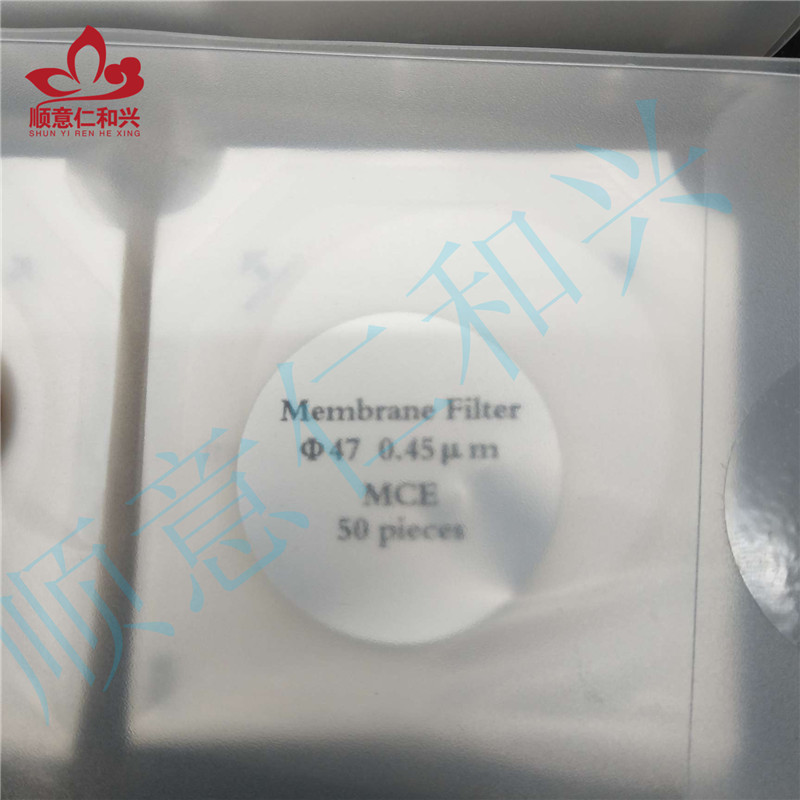 顺意仁和兴
SHUN YI REN HE XING
Membrane Filter
Φ47 0.45μm
MCE
50 pieces
顺意仁和兴